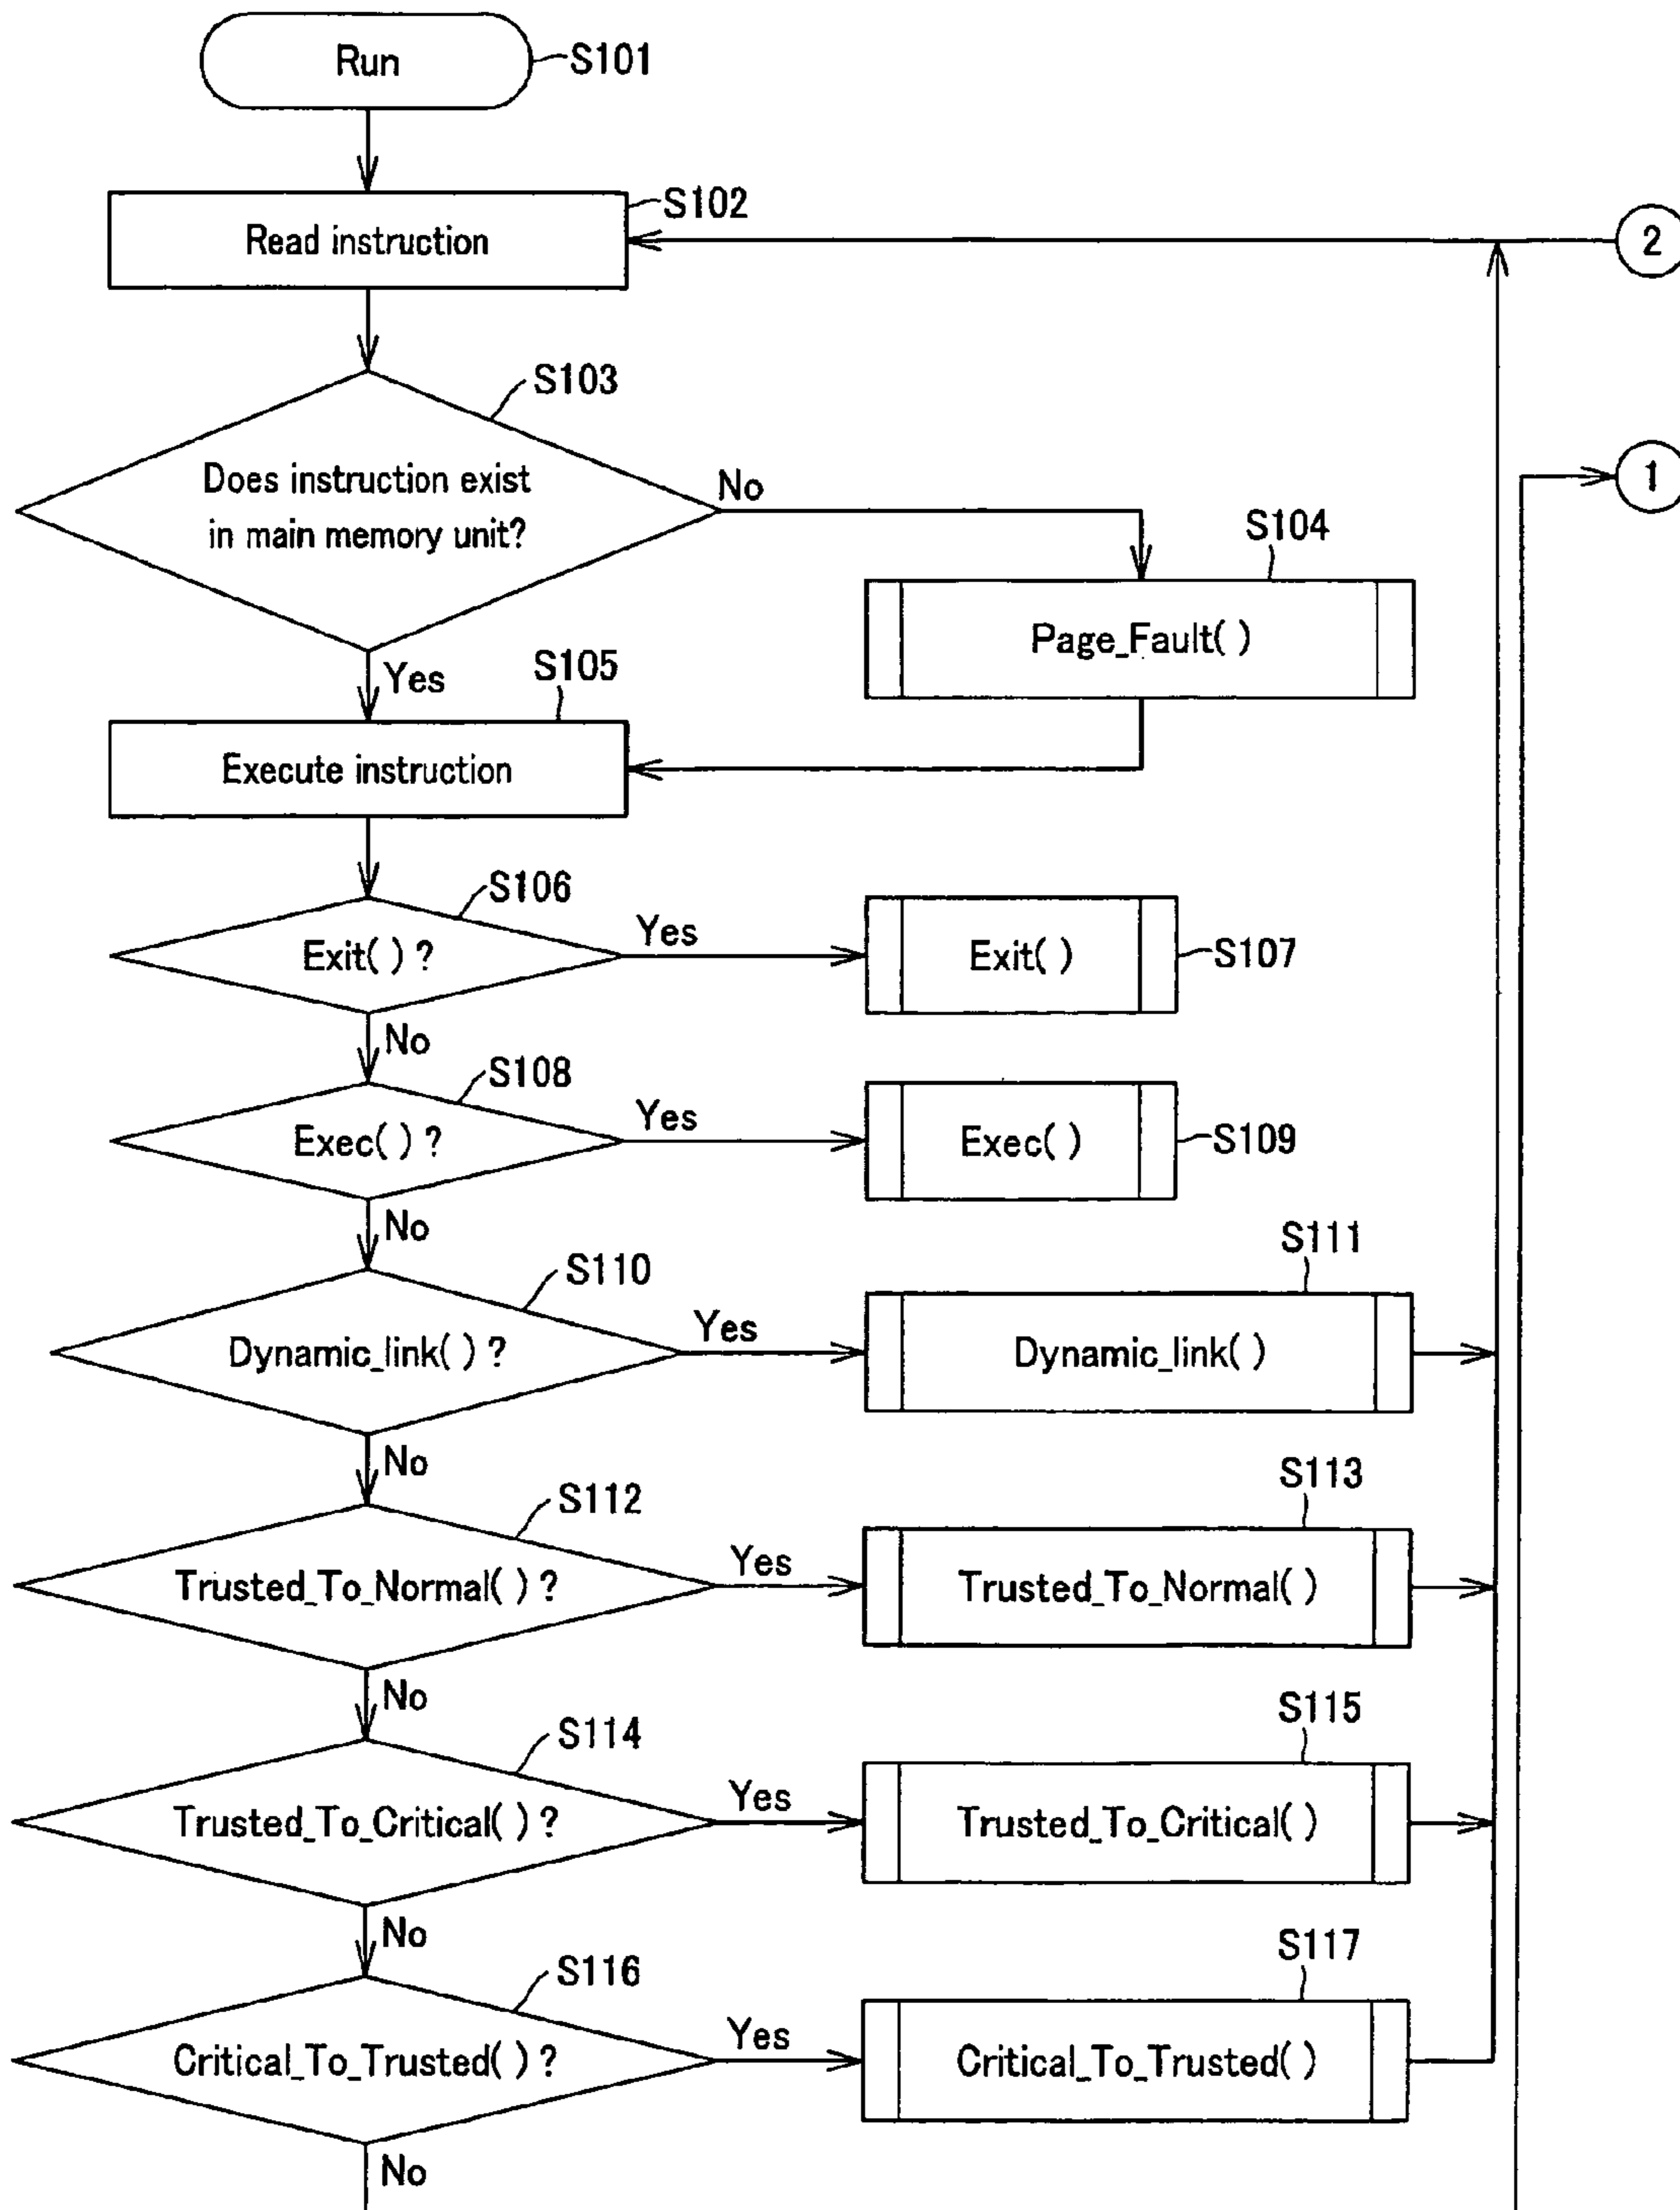 Run
S101
S102
Read instruction
2
S103
Does instruction exist
in main memory unit?
No
1
S104
Page_Fault( )
Yes
S105
Execute instruction
S106
Exit( ) ?
Yes
Exit( )
S107
No
S108
Exec( ) ?
Yes
Exec( )
S109
No
S110
Dynamic_link( ) ?
Yes
S111
Dynamic_link( )
No
S112
Trusted_To_Normal( ) ?
Yes
S113
Trusted_To_Normal( )
No
S114
Trusted_To_Critical( ) ?
Yes
S115
Trusted_To_Critical( )
No
S116
Critical_To_Trusted( ) ?
Yes
S117
Critical_To_Trusted( )
No